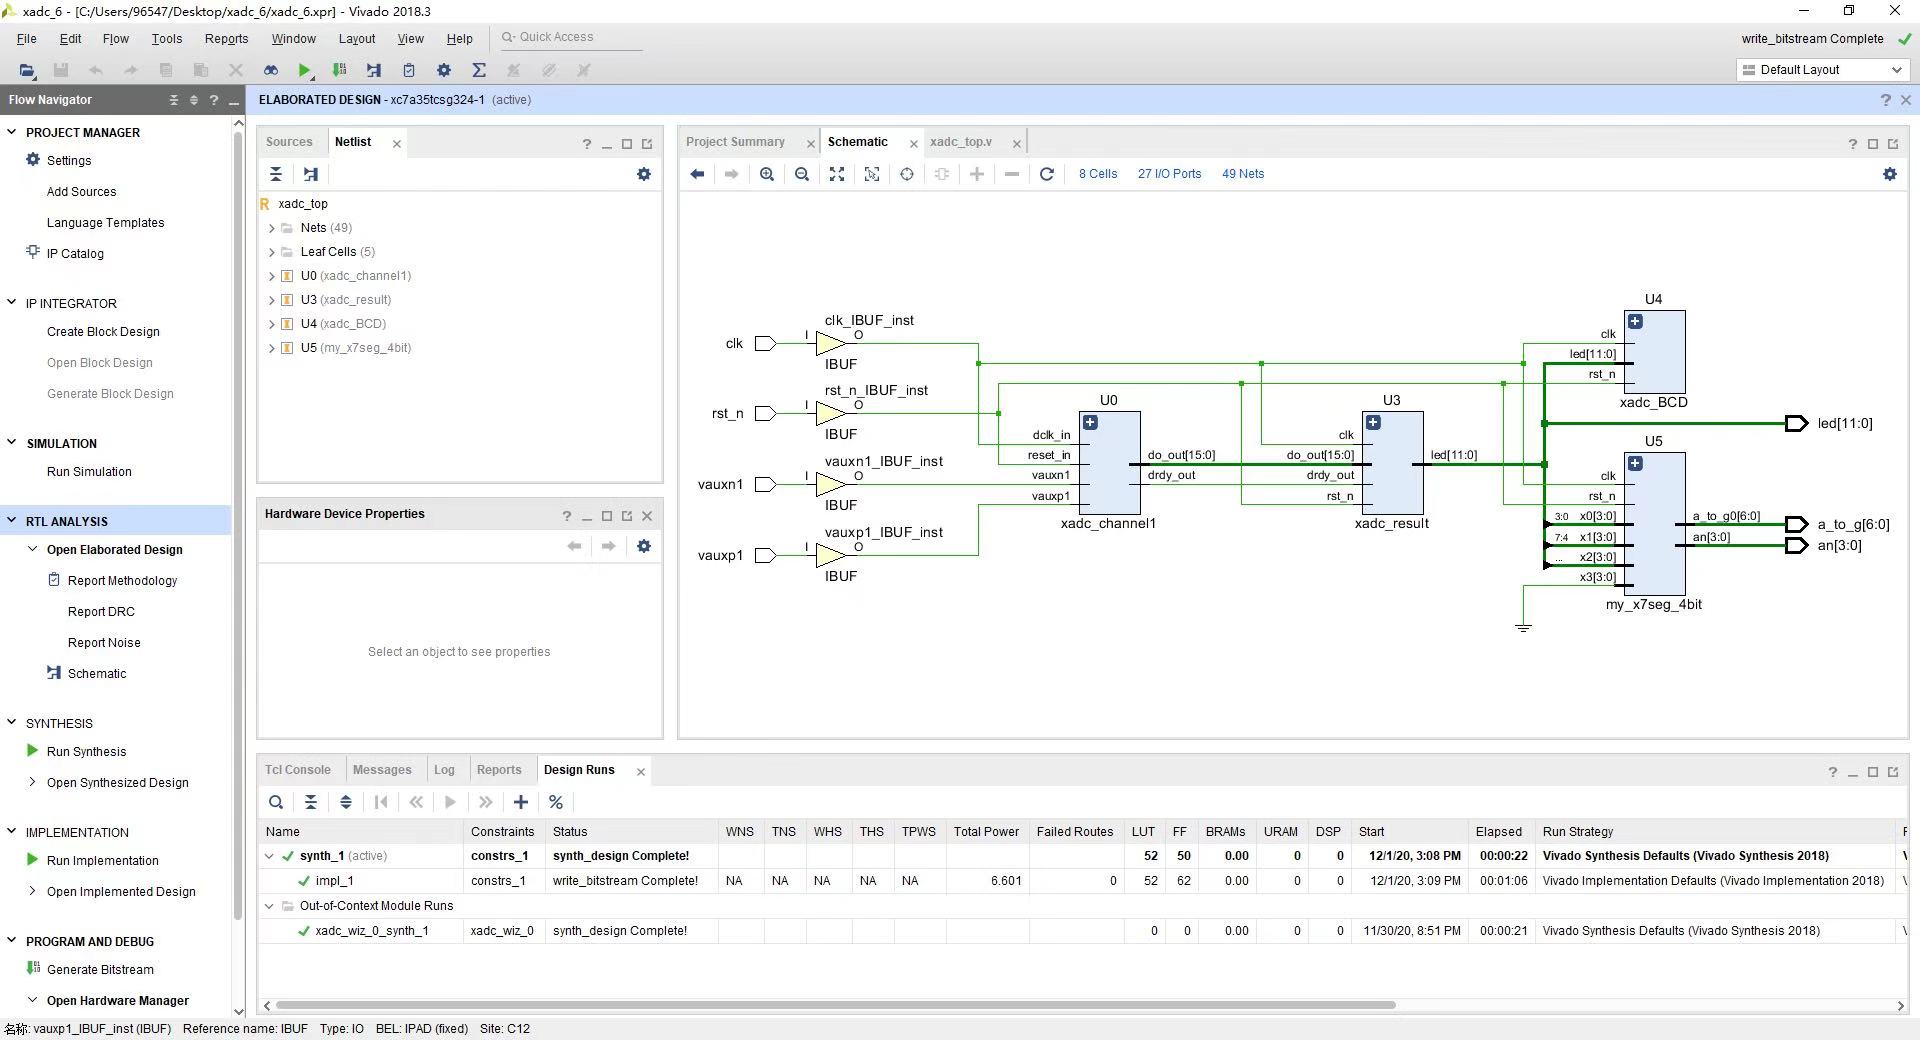 xadc_6 - [C:/Users/96547/Desktop/xadc_6/xadc_6.xpr] - Vivado 2018.3
File Edit Flow Tools Reports Window Layout View Help Quick Access
write_bitstream Complete
Default Layout
Flow Navigator
PROJECT MANAGER
Settings
Add Sources
Language Templates
IP Catalog
IP INTEGRATOR
Create Block Design
Open Block Design
Generate Block Design
SIMULATION
Run Simulation
RTL ANALYSIS
Open Elaborated Design
Report Methodology
Report DRC
Report Noise
Schematic
SYNTHESIS
Run Synthesis
Open Synthesized Design
IMPLEMENTATION
Run Implementation
Open Implemented Design
PROGRAM AND DEBUG
Generate Bitstream
Open Hardware Manager
ELABORATED DESIGN - xc7a35tcsg324-1 (active)
Sources Netlist
xadc_top
Nets (49)
Leaf Cells (5)
U0 (xadc_channel1)
U3 (xadc_result)
U4 (xadc_BCD)
U5 (my_x7seg_4bit)
Hardware Device Properties
Select an object to see properties
Project Summary Schematic xadc_top.v
8 Cells 27 I/O Ports 49 Nets
clk
I
clk_IBUF_inst
O
IBUF
rst_n
I
rst_n_IBUF_inst
O
IBUF
vauxn1
I
vauxn1_IBUF_inst
O
IBUF
vauxp1
I
vauxp1_IBUF_inst
O
IBUF
U0
dclk_in
reset_in
vauxn1
vauxp1
do_out[15:0]
drdy_out
xadc_channel1
U3
clk
do_out[15:0]
drdy_out
rst_n
led[11:0]
xadc_result
U4
clk
led[11:0]
rst_n
xadc_BCD
led[11:0]
U5
clk
rst_n
3:0 x0[3:0]
7:4 x1[3:0]
... x2[3:0]
x3[3:0]
a_to_g0[6:0]
an[3:0]
my_x7seg_4bit
a_to_g[6:0]
an[3:0]
Tcl Console Messages Log Reports Design Runs
Name Constraints Status WNS TNS WHS THS TPWS Total Power Failed Routes LUT FF BRAMs URAM DSP Start Elapsed Run Strategy
synth_1 (active) constrs_1 synth_design Complete! 52 50 0.00 0 0 12/1/20, 3:08 PM 00:00:22 Vivado Synthesis Defaults (Vivado Synthesis 2018)
impl_1 constrs_1 write_bitstream Complete! NA NA NA NA NA 6.601 0 52 62 0.00 0 0 12/1/20, 3:09 PM 00:01:06 Vivado Implementation Defaults (Vivado Implementation 2018)
Out-of-Context Module Runs
xadc_wiz_0_synth_1 xadc_wiz_0 synth_design Complete! 0 0 0.00 0 0 11/30/20, 8:51 PM 00:00:21 Vivado Synthesis Defaults (Vivado Synthesis 2018)
名称: vauxp1_IBUF_inst (IBUF) Reference name: IBUF Type: IO BEL: IPAD (fixed) Site: C12